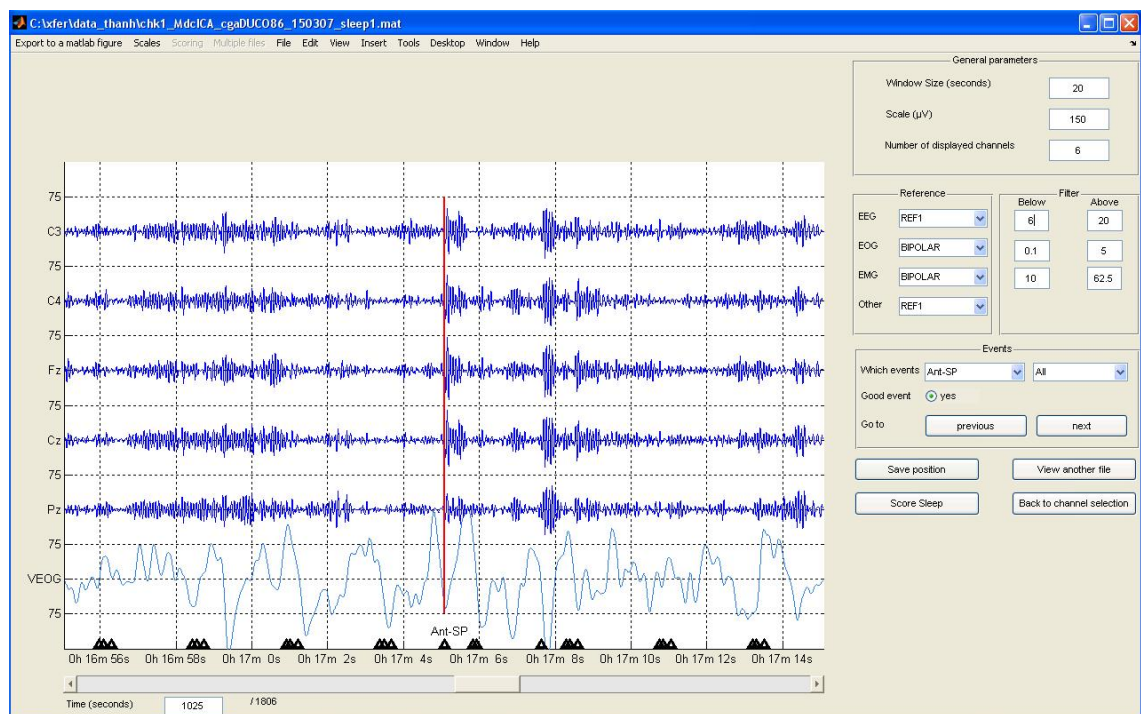 C:\xfer\data_thanh\chk1_MdcICA_cgaDUCO86_150307_sleep1.mat
Export to a matlab figure Scales Scoring Multiple files File Edit View Insert Tools Desktop Window Help
General parameters
Window Size (seconds) 20
Scale (µV) 150
Number of displayed channels 6
Reference
EEG REF1
EOG BIPOLAR
EMG BIPOLAR
Other REF1
Filter
Below Above
6 20
0.1 5
10 62.5
Events
Which events Ant-SP All
Good event yes
Go to previous next
Save position View another file
Score Sleep Back to channel selection
75
C3
75
C4
75
Fz
75
Cz
75
Pz
75
VEOG
75
Ant-SP
0h 16m 56s 0h 16m 58s 0h 17m 0s 0h 17m 2s 0h 17m 4s 0h 17m 6s 0h 17m 8s 0h 17m 10s 0h 17m 12s 0h 17m 14s
Time (seconds) 1025 / 1806